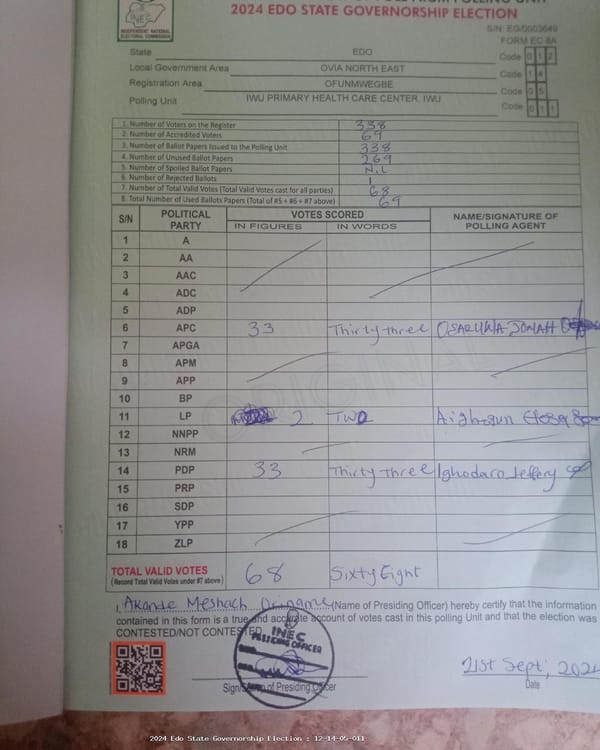 INEC
INDEPENDENT NATIONAL
ELECTORAL COMMISSION
2024 EDO STATE GOVERNORSHIP ELECTION
S/N: EG/0003649
FORM EC 8A
State EDO Code 0 1 2
Local Government Area OVIA NORTH EAST Code 1 4
Registration Area OFUNMWEGBE Code 0 5
Polling Unit IWU PRIMARY HEALTH CARE CENTER, IWU Code 0 1 1
1. Number of Voters on the Register 338
2. Number of Accredited Voters 69
3. Number of Ballot Papers Issued to the Polling Unit 338
4. Number of Unused Ballot Papers 269
5. Number of Spoiled Ballot Papers NIL
6. Number of Rejected Ballots 1
7. Number of Total Valid Votes (Total Valid Votes cast for all parties) 68
8. Total Number of Used Ballots Papers (Total of #5 + #6 + #7 above) 69
S/N POLITICAL PARTY VOTES SCORED NAME/SIGNATURE OF POLLING AGENT
IN FIGURES IN WORDS
1 A
2 AA
3 AAC
4 ADC
5 ADP
6 APC 33 Thirty three OSARUWA JONAH
7 APGA
8 APM
9 APP
10 BP
11 LP 2 TWO Aighogun Elosa
12 NNPP
13 NRM
14 PDP 33 Thirty three Ighodaro Jeffery
15 PRP
16 SDP
17 YPP
18 ZLP
TOTAL VALID VOTES 68 Sixty Eight
(Record Total Valid Votes under #7 above)
I, Akande Meshach (Name of Presiding Officer) hereby certify that the information
contained in this form is a true and accurate account of votes cast in this polling Unit and that the election was
CONTESTED/NOT CONTESTED
INEC
PRESIDING OFFICER
21st Sept, 2024
Sign/Stamp of Presiding Officer Date
2024 Edo State Governorship Election : 12-14-05-011